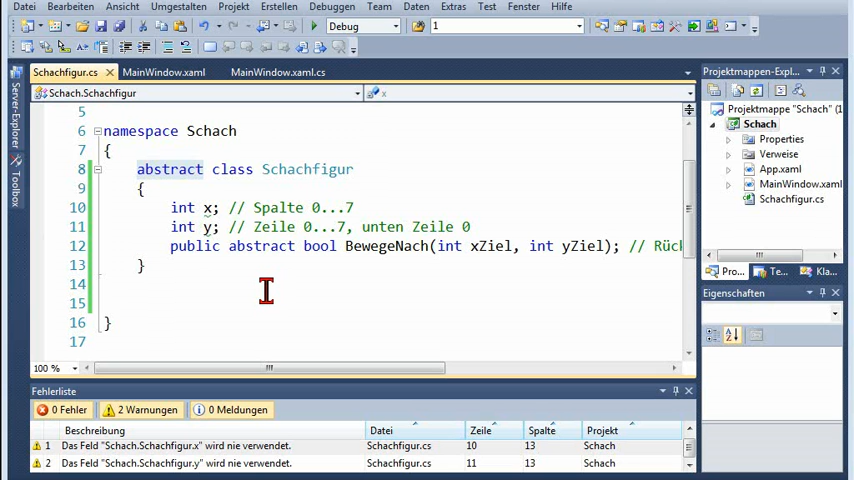 Datei Bearbeiten Ansicht Umgestalten Projekt Erstellen Debuggen Team Daten Extras Test Fenster Hilfe
Debug 1
Schachfigur.cs MainWindow.xaml MainWindow.xaml.cs
Schach.Schachfigur x
5
6 namespace Schach
7 {
8 abstract class Schachfigur
9 {
10 int x; // Spalte 0...7
11 int y; // Zeile 0...7, unten Zeile 0
12 public abstract bool BewegeNach(int xZiel, int yZiel); // Rück
13 }
14
15
16 }
17
100 %
Server-Explorer
Toolbox
Projektmappen-Expl...
Projektmappe "Schach" (1
Schach
Properties
Verweise
App.xaml
MainWindow.xaml
Schachfigur.cs
Pro... Te... Kla...
Eigenschaften
Fehlerliste
0 Fehler 2 Warnungen 0 Meldungen
Beschreibung Datei Zeile Spalte Projekt
1 Das Feld "Schach.Schachfigur.x" wird nie verwendet. Schachfigur.cs 10 13 Schach
2 Das Feld "Schach.Schachfigur.y" wird nie verwendet. Schachfigur.cs 11 13 Schach